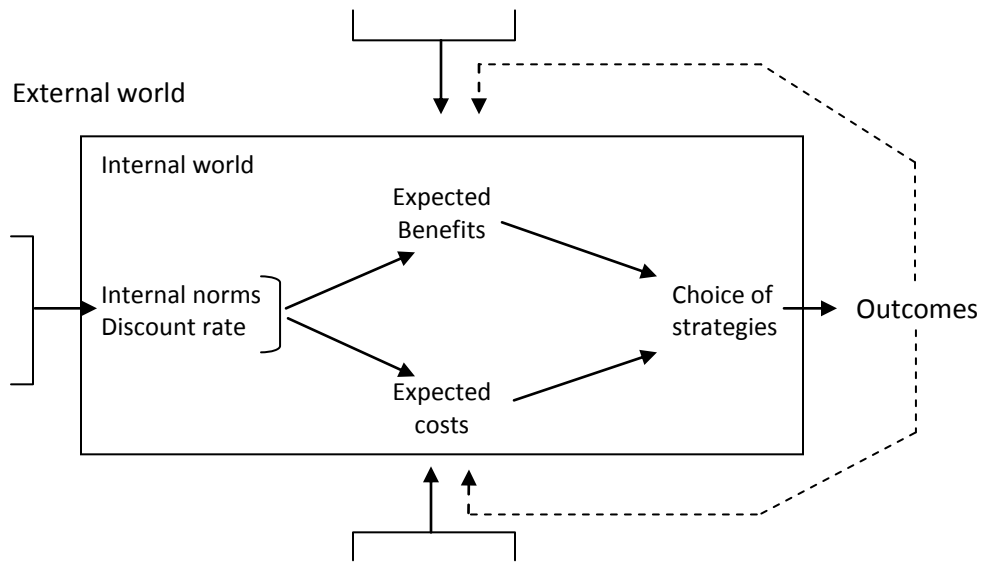 External world
Internal world
Expected
Benefits
Internal norms
Discount rate
Choice of
strategies
Outcomes
Expected
costs